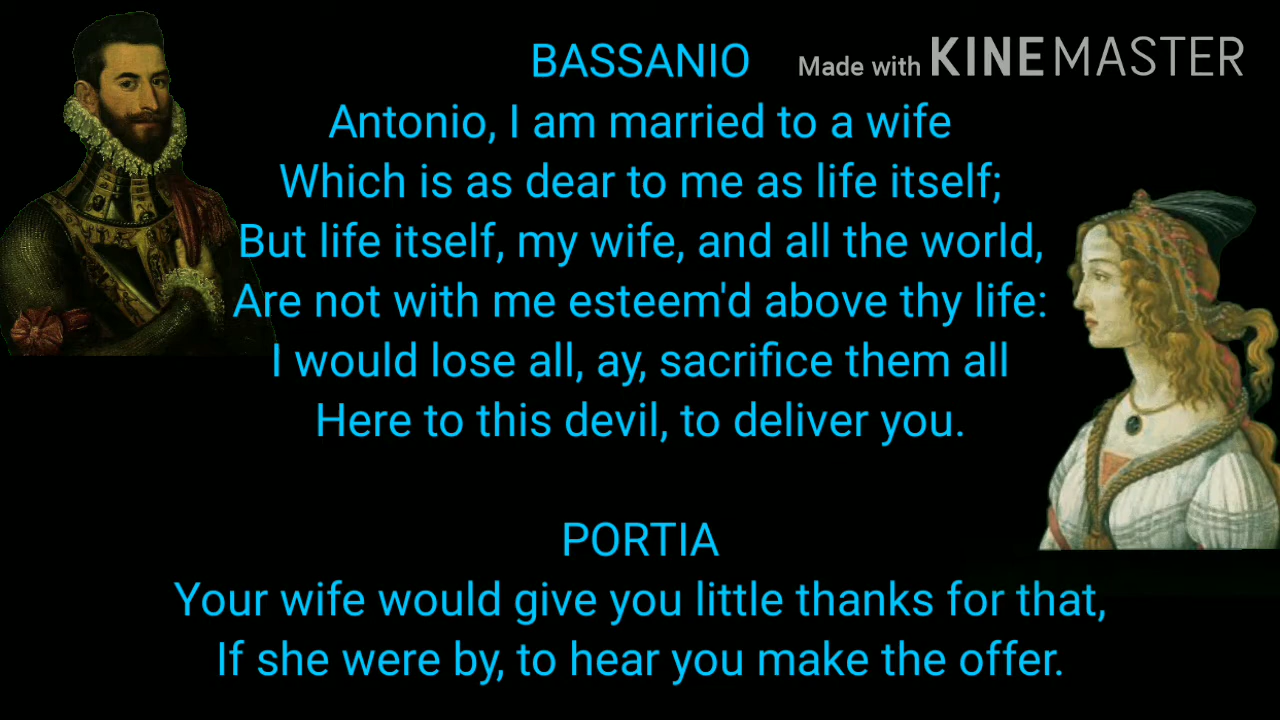 BASSANIO
Made with KINEMASTER
Antonio, I am married to a wife
Which is as dear to me as life itself;
But life itself, my wife, and all the world,
Are not with me esteem'd above thy life:
I would lose all, ay, sacrifice them all
Here to this devil, to deliver you.
PORTIA
Your wife would give you little thanks for that,
If she were by, to hear you make the offer.